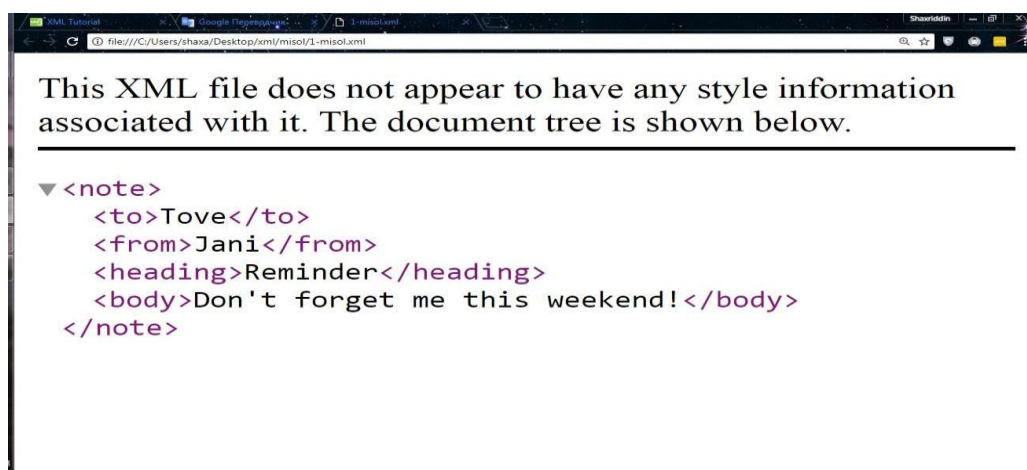 XML Tutorial
Google Переводчик
1-misol.xml
Shaxriddin
file:///C:/Users/shaxa/Desktop/xml/misol/1-misol.xml
This XML file does not appear to have any style information
associated with it. The document tree is shown below.
<note>
<to>Tove</to>
<from>Jani</from>
<heading>Reminder</heading>
<body>Don't forget me this weekend!</body>
</note>